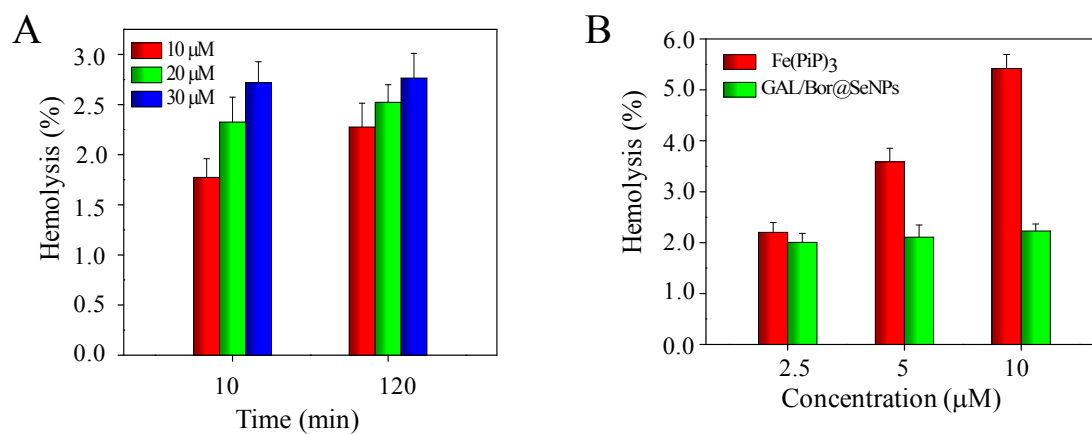 A
Hemolysis (%)
3.0
2.5
2.0
1.5
1.0
0.5
0.0
10 μM
20 μM
30 μM
10
120
Time (min)
B
Hemolysis (%)
6.0
5.0
4.0
3.0
2.0
1.0
0.0
Fe(PiP)3
GAL/Bor@SeNPs
2.5
5
10
Concentration (μM)